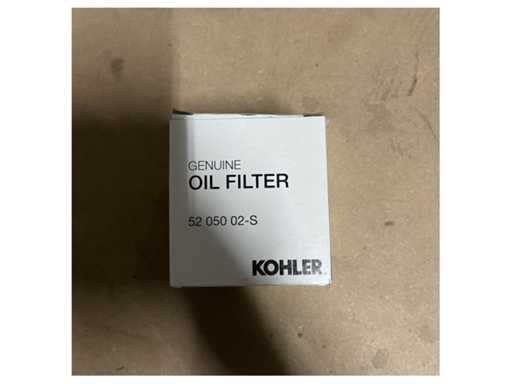 GENUINE
OIL FILTER
52 050 02-S
KOHLER